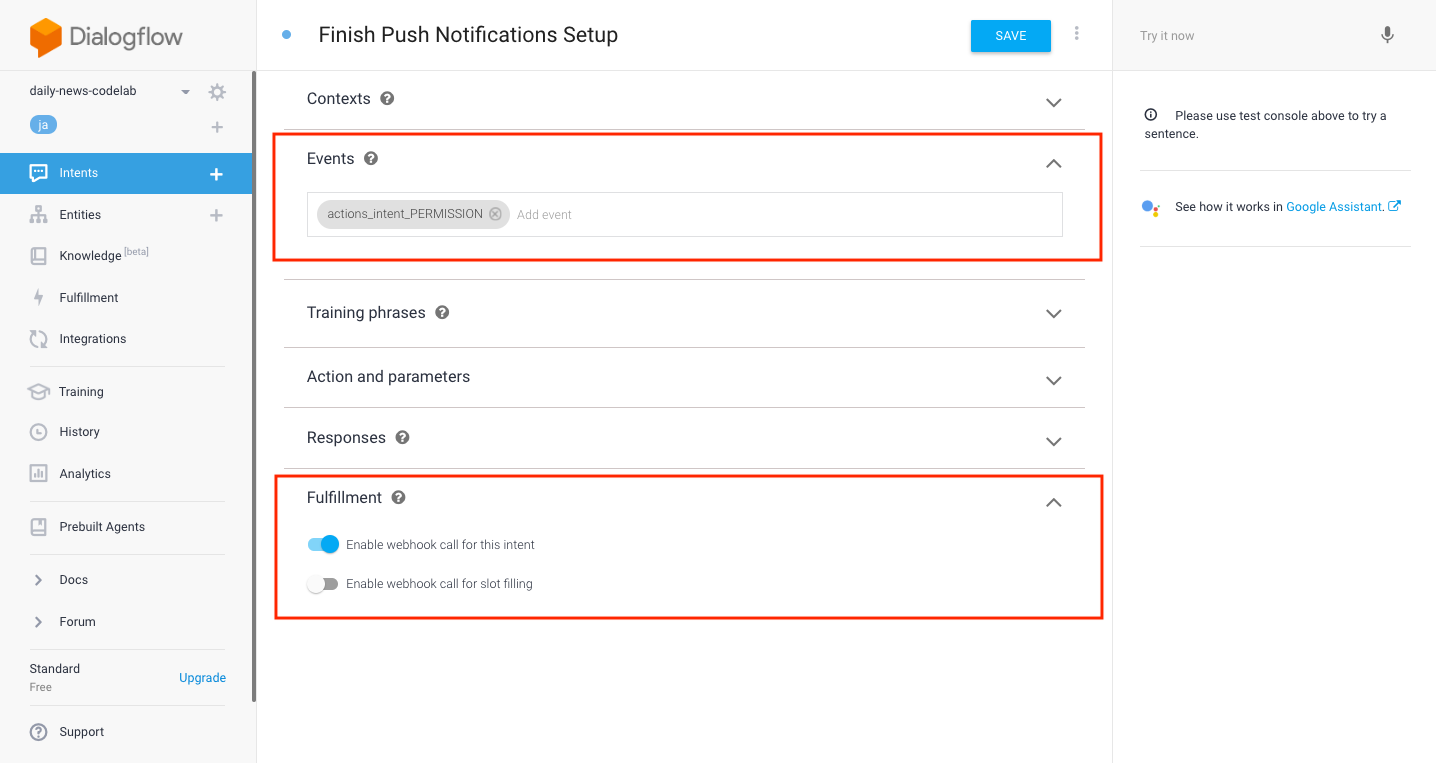 Dialogflow
daily-news-codelab
ja
Intents
Entities
Knowledge [beta]
Fulfillment
Integrations
Training
History
Analytics
Prebuilt Agents
Docs
Forum
Standard
Free
Upgrade
Support
Finish Push Notifications Setup
SAVE
Contexts
Events
actions_intent_PERMISSION
Add event
Training phrases
Action and parameters
Responses
Fulfillment
Enable webhook call for this intent
Enable webhook call for slot filling
Try it now
Please use test console above to try a
sentence.
See how it works in Google Assistant.